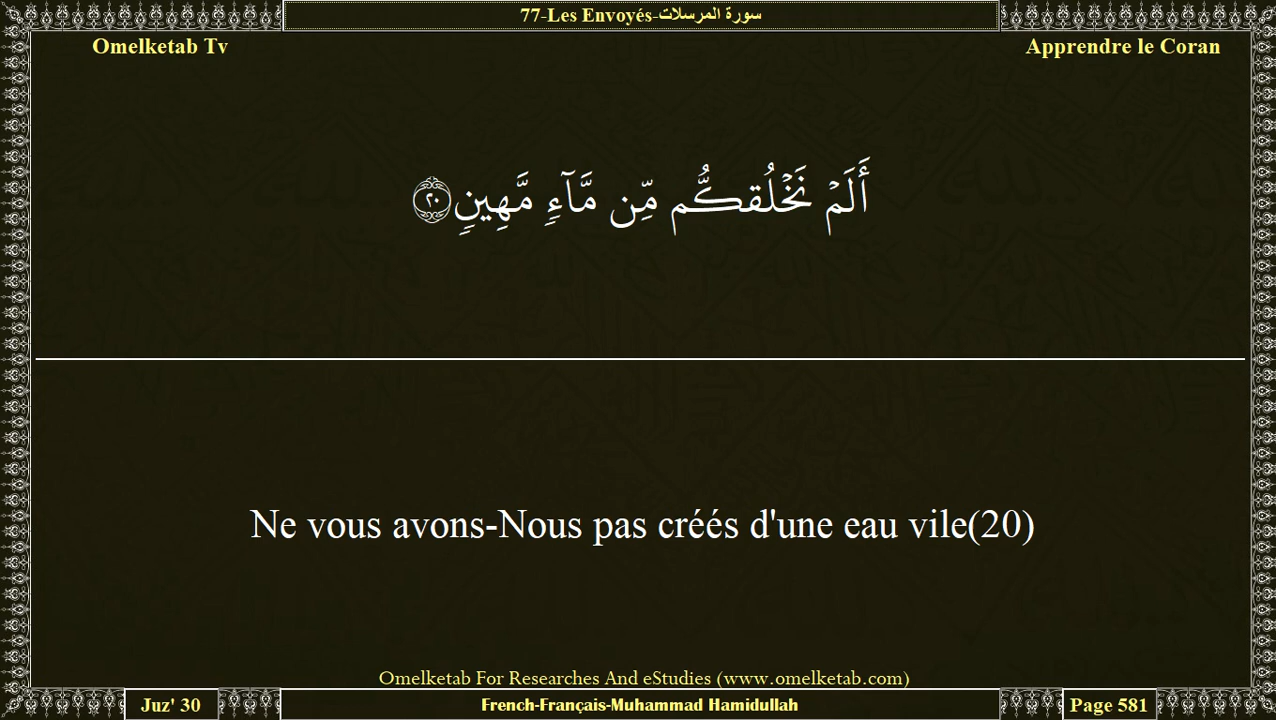 77-Les Envoyés-سورة المرسلات
Omelketab Tv
Apprendre le Coran
أَلَمۡ نَخۡلُقكُّم مِّن مَّآءٖ مَّهِينٖ ٢٠
Ne vous avons-Nous pas créés d'une eau vile(20)
Omelketab For Researches And eStudies (www.omelketab.com)
Juz' 30
French-Français-Muhammad Hamidullah
Page 581